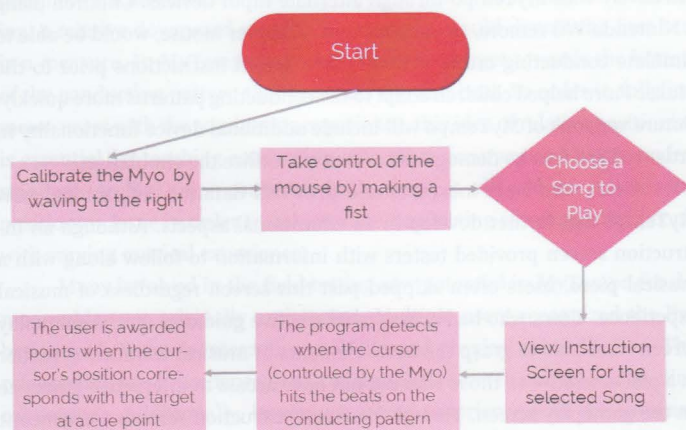 Start
Calibrate the Myo by
waving to the right
Take control of the
mouse by making a
fist
Choose a
Song to
Play
View Instruction
Screen for the
selected Song
The program detects
when the cursor
(controlled by the Myo)
hits the beats on the
conducting pattern
The user is awarded
points when the cur-
sor's position corre-
sponds with the target
at a cue point